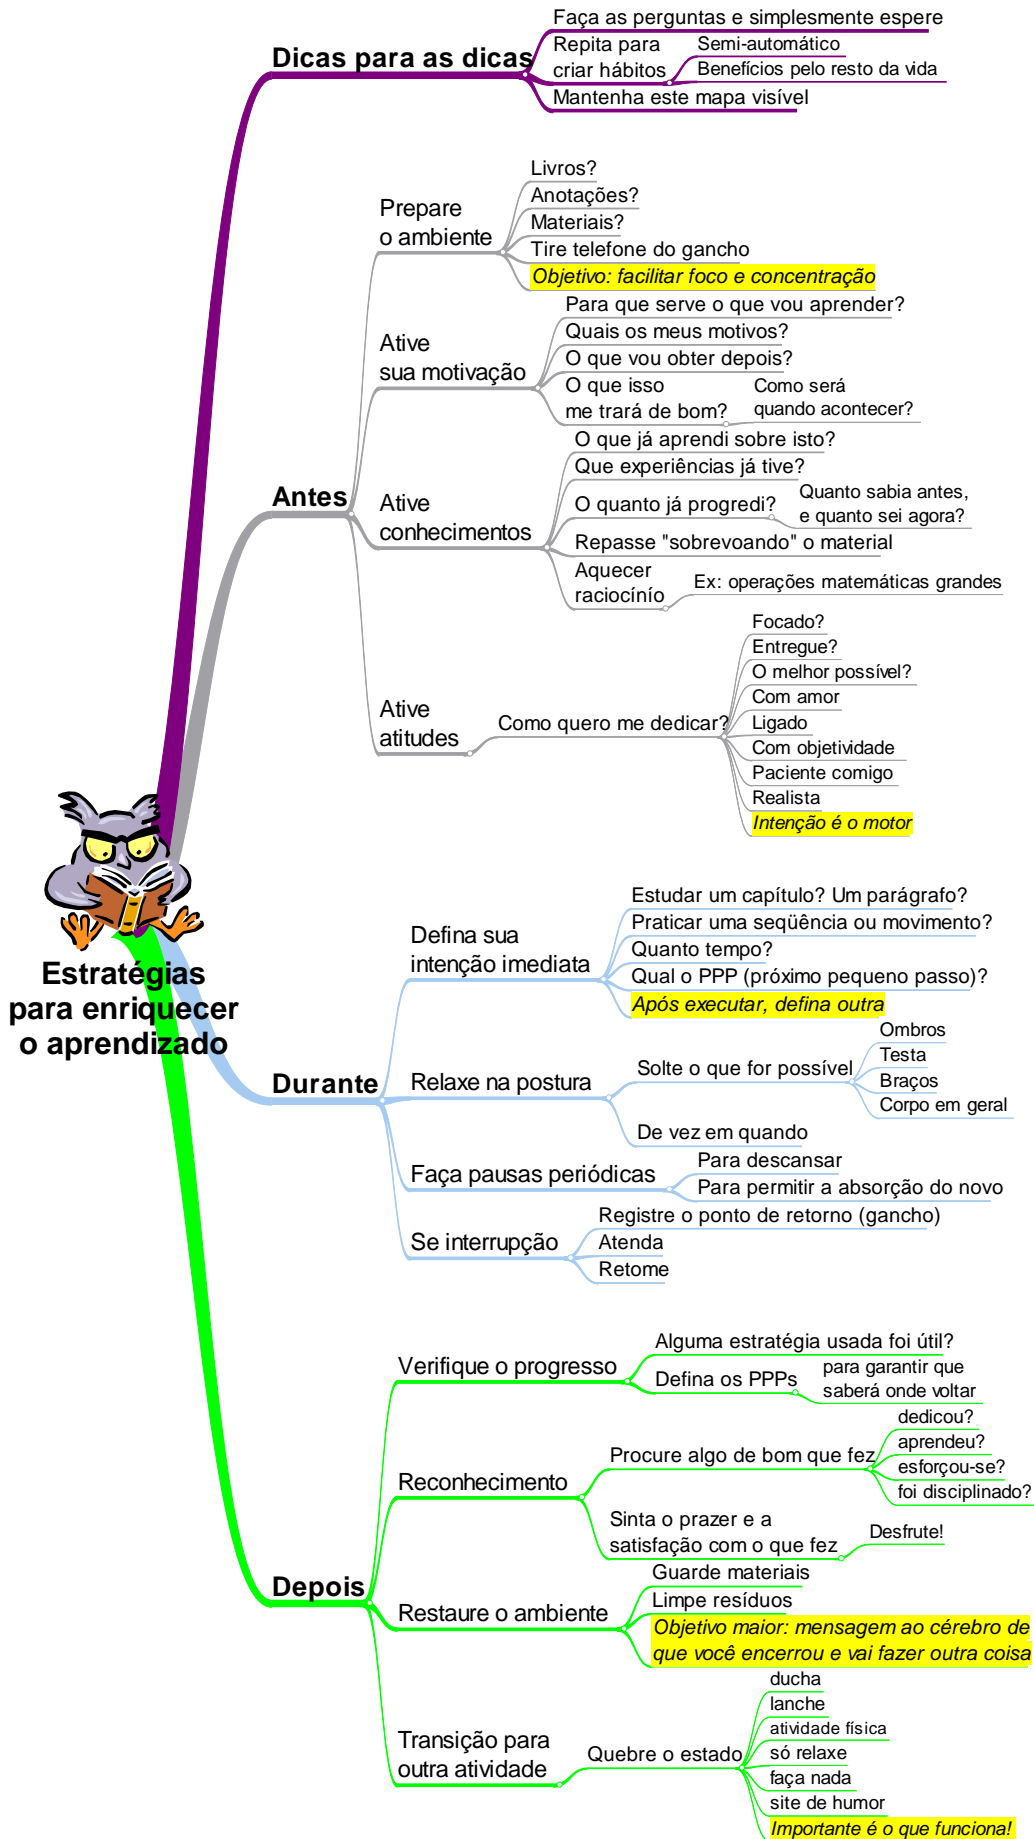 Faça as perguntas e simplesmente espere
Dicas para as dicas
Repita para
criar hábitos
Semi-automático
Benefícios pelo resto da vida
Mantenha este mapa visível
Antes
Prepare
o ambiente
Livros?
Anotações?
Materiais?
Tire telefone do gancho
Objetivo: facilitar foco e concentração
Ative
sua motivação
Para que serve o que vou aprender?
Quais os meus motivos?
O que vou obter depois?
O que isso
me trará de bom?
Como será
quando acontecer?
Ative
conhecimentos
O que já aprendi sobre isto?
Que experiências já tive?
O quanto já progredi?
Quanto sabia antes,
e quanto sei agora?
Repasse "sobrevoando" o material
Aquecer
raciocínio
Ex: operações matemáticas grandes
Ative
atitudes
Como quero me dedicar?
Focado?
Entregue?
O melhor possível?
Com amor
Ligado
Com objetividade
Paciente comigo
Realista
Intenção é o motor
Estratégias
para enriquecer
o aprendizado
Durante
Defina sua
intenção imediata
Estudar um capítulo? Um parágrafo?
Praticar uma seqüência ou movimento?
Quanto tempo?
Qual o PPP (próximo pequeno passo)?
Após executar, defina outra
Relaxe na postura
Solte o que for possível
Ombros
Testa
Braços
Corpo em geral
De vez em quando
Faça pausas periódicas
Para descansar
Para permitir a absorção do novo
Se interrupção
Registre o ponto de retorno (gancho)
Atenda
Retome
Depois
Verifique o progresso
Alguma estratégia usada foi útil?
Defina os PPPs
para garantir que
saberá onde voltar
Reconhecimento
Procure algo de bom que fez
dedicou?
aprendeu?
esforçou-se?
foi disciplinado?
Sinta o prazer e a
satisfação com o que fez
Desfrute!
Restaure o ambiente
Guarde materiais
Limpe resíduos
Objetivo maior: mensagem ao cérebro de
que você encerrou e vai fazer outra coisa
Transição para
outra atividade
Quebre o estado
ducha
lanche
atividade física
só relaxe
faça nada
site de humor
Importante é o que funciona!